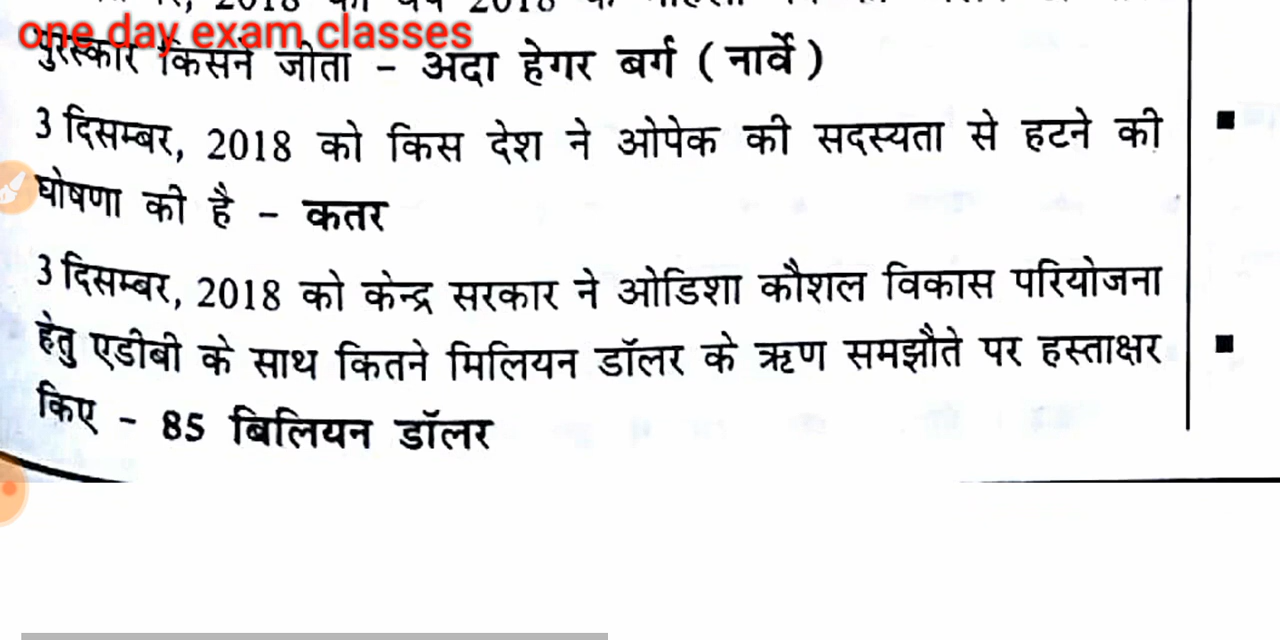 one day exam classes
पुरस्कार किसने जीता - अदा हेगर बर्ग ( नार्वे )
3 दिसम्बर, 2018 को किस देश ने ओपेक की सदस्यता से हटने की
घोषणा की है - कतर
3 दिसम्बर, 2018 को केन्द्र सरकार ने ओडिशा कौशल विकास परियोजना
हेतु एडीबी के साथ कितने मिलियन डॉलर के ऋण समझौते पर हस्ताक्षर
किए - 85 बिलियन डॉलर